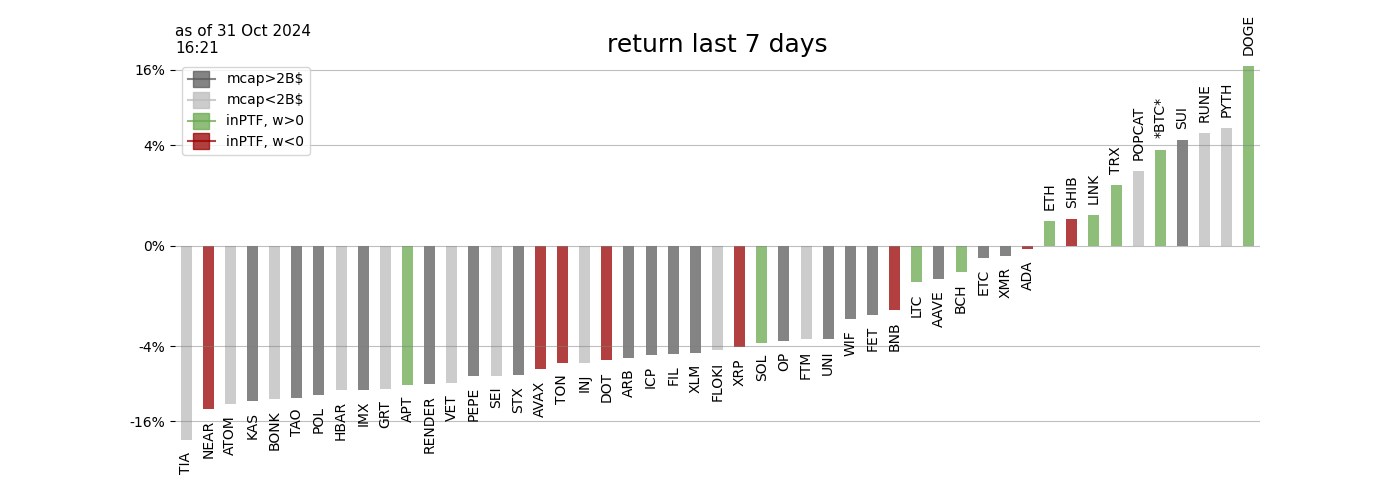 as of 31 Oct 2024
16:21
return last 7 days
16%
4%
0%
-4%
-16%
mcap>2B$
mcap<2B$
inPTF, w>0
inPTF, w<0
TIA
NEAR
ATOM
KAS
BONK
TAO
POL
HBAR
IMX
GRT
APT
RENDER
VET
PEPE
SEI
STX
AVAX
TON
INJ
DOT
ARB
ICP
FIL
XLM
FLOKI
XRP
SOL
OP
FTM
UNI
WIF
FET
BNB
LTC
AAVE
BCH
ETC
XMR
ADA
ETH
SHIB
LINK
TRX
POPCAT
*BTC*
SUI
RUNE
PYTH
DOGE